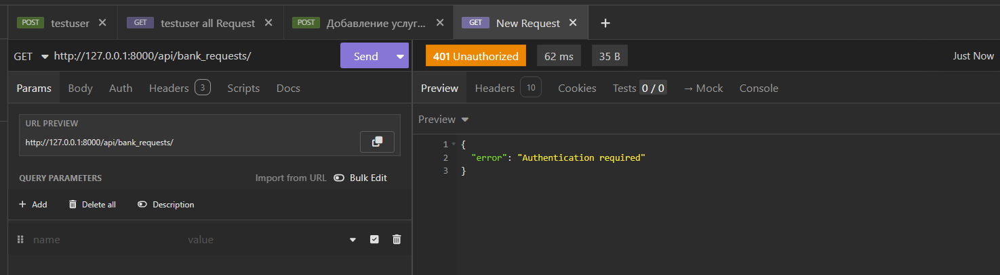 POST testuser GET testuser all Request POST Добавление услуг... GET New Request
GET http://127.0.0.1:8000/api/bank_requests/ Send 401 Unauthorized 62 ms 35 B Just Now
Params Body Auth Headers 3 Scripts Docs
Preview Headers 10 Cookies Tests 0 / 0 → Mock Console
URL PREVIEW
http://127.0.0.1:8000/api/bank_requests/
QUERY PARAMETERS Import from URL Bulk Edit
+ Add Delete all Description
name value
Preview
1 {
2 "error": "Authentication required"
3 }